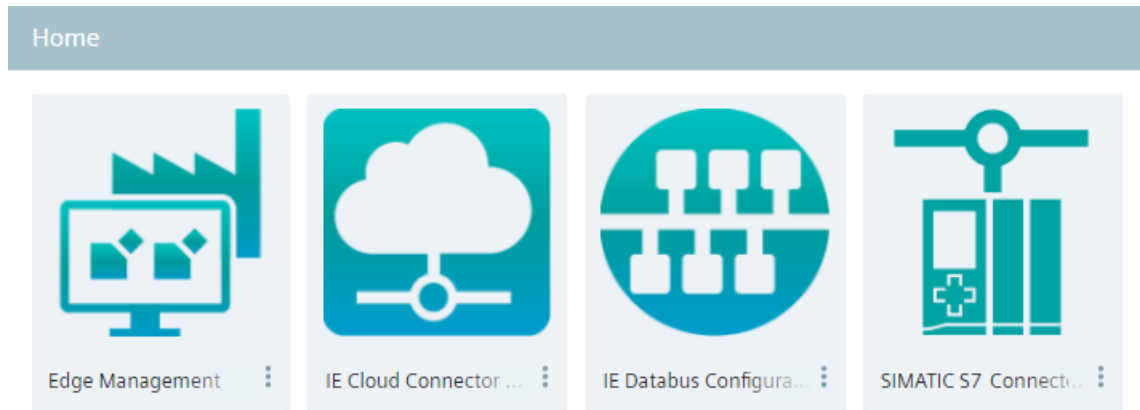 Home
Edge Management
IE Cloud Connector ...
IE Databus Configura...
SIMATIC S7 Connect...